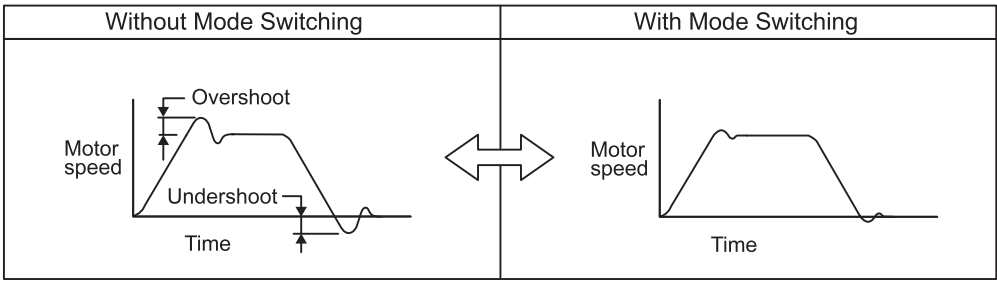 Without Mode Switching
With Mode Switching
Overshoot
Motor
speed
Undershoot
Time
Motor
speed
Time